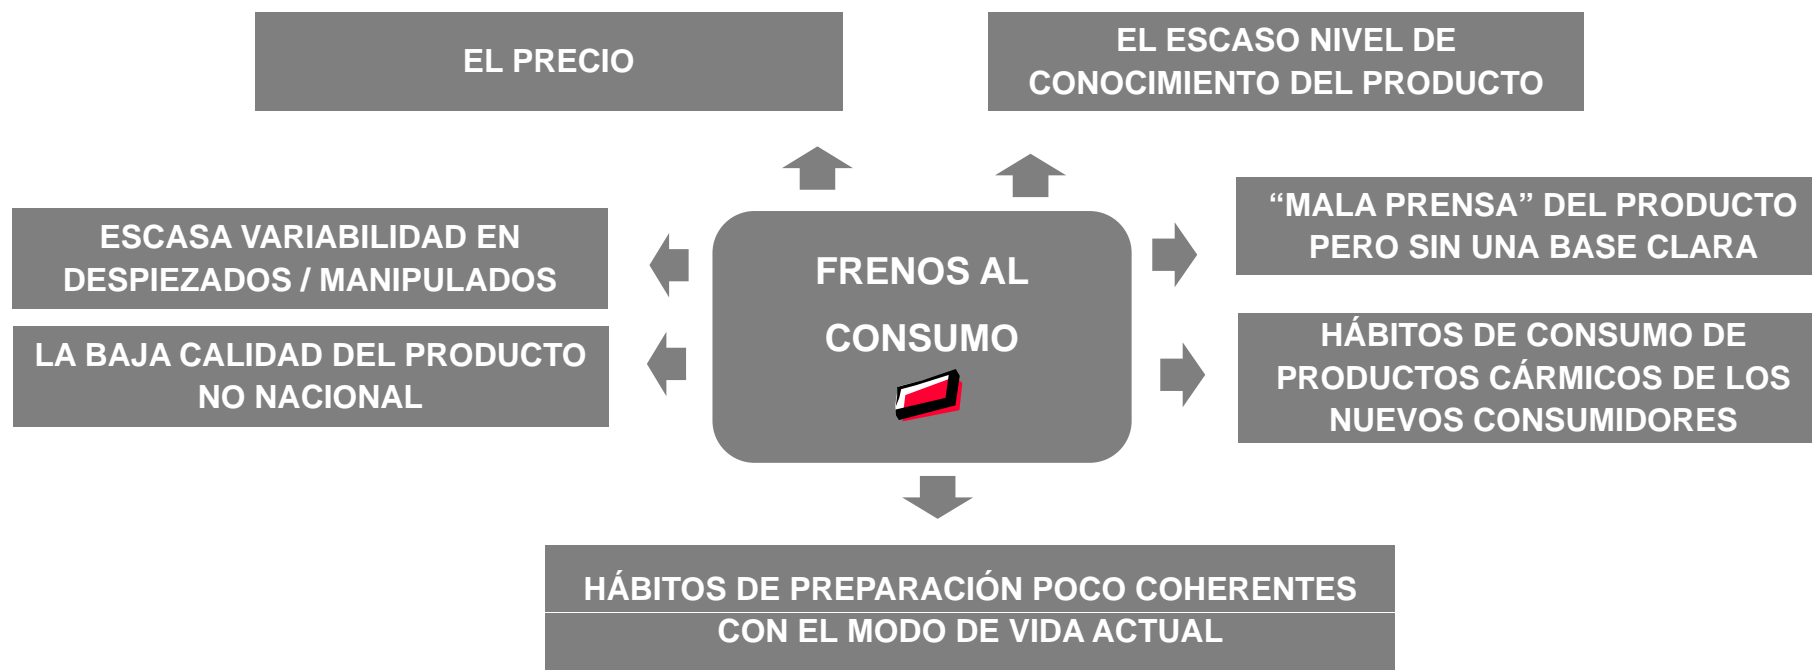 EL PRECIO
EL ESCASO NIVEL DE
CONOCIMIENTO DEL PRODUCTO
ESCASA VARIABILIDAD EN
DESPIEZADOS / MANIPULADOS
LA BAJA CALIDAD DEL PRODUCTO
NO NACIONAL
FRENOS AL
CONSUMO
“MALA PRENSA” DEL PRODUCTO
PERO SIN UNA BASE CLARA
HÁBITOS DE CONSUMO DE
PRODUCTOS CÁRMICOS DE LOS
NUEVOS CONSUMIDORES
HÁBITOS DE PREPARACIÓN POCO COHERENTES
CON EL MODO DE VIDA ACTUAL